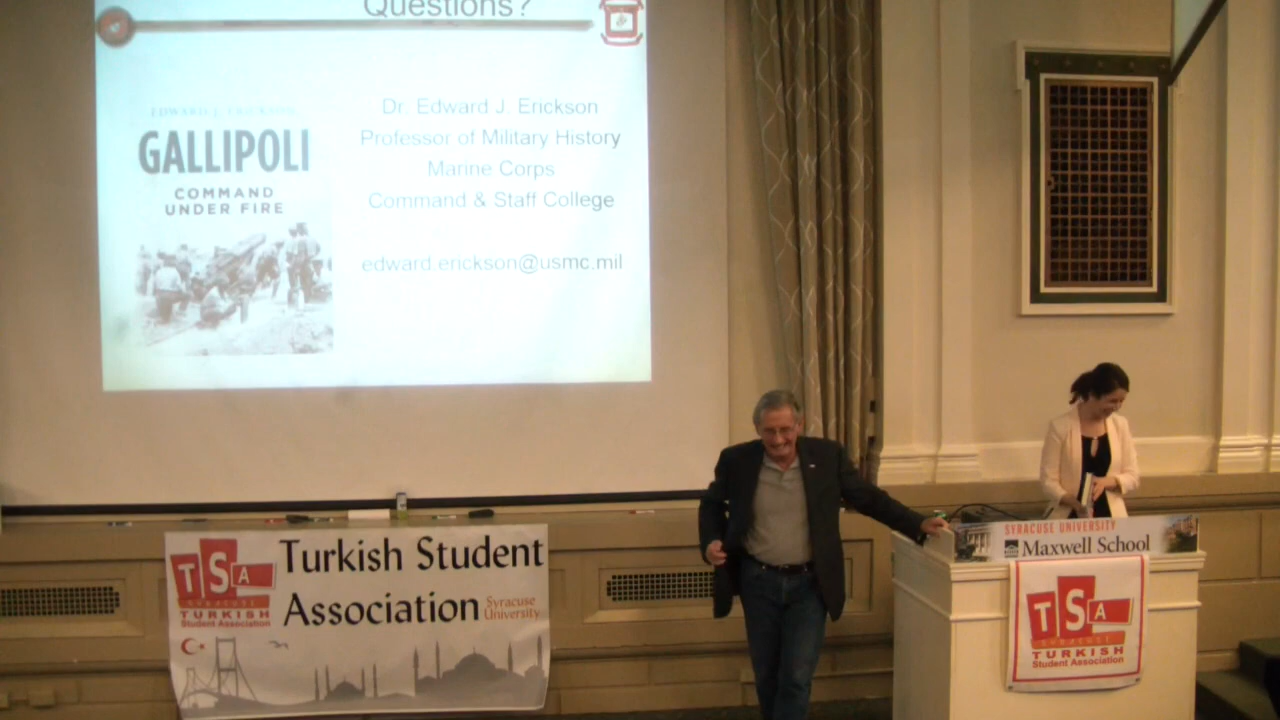 Questions?
EDWARD J. ERICKSON
GALLIPOLI
COMMAND
UNDER FIRE
Dr. Edward J. Erickson
Professor of Military History
Marine Corps
Command & Staff College
edward.erickson@usmc.mil
TSA
SYRACUSE
TURKISH
Student Association
Turkish Student
Association
Syracuse
University
SYRACUSE UNIVERSITY
Maxwell School
TSA
SYRACUSE
TURKISH
Student Association